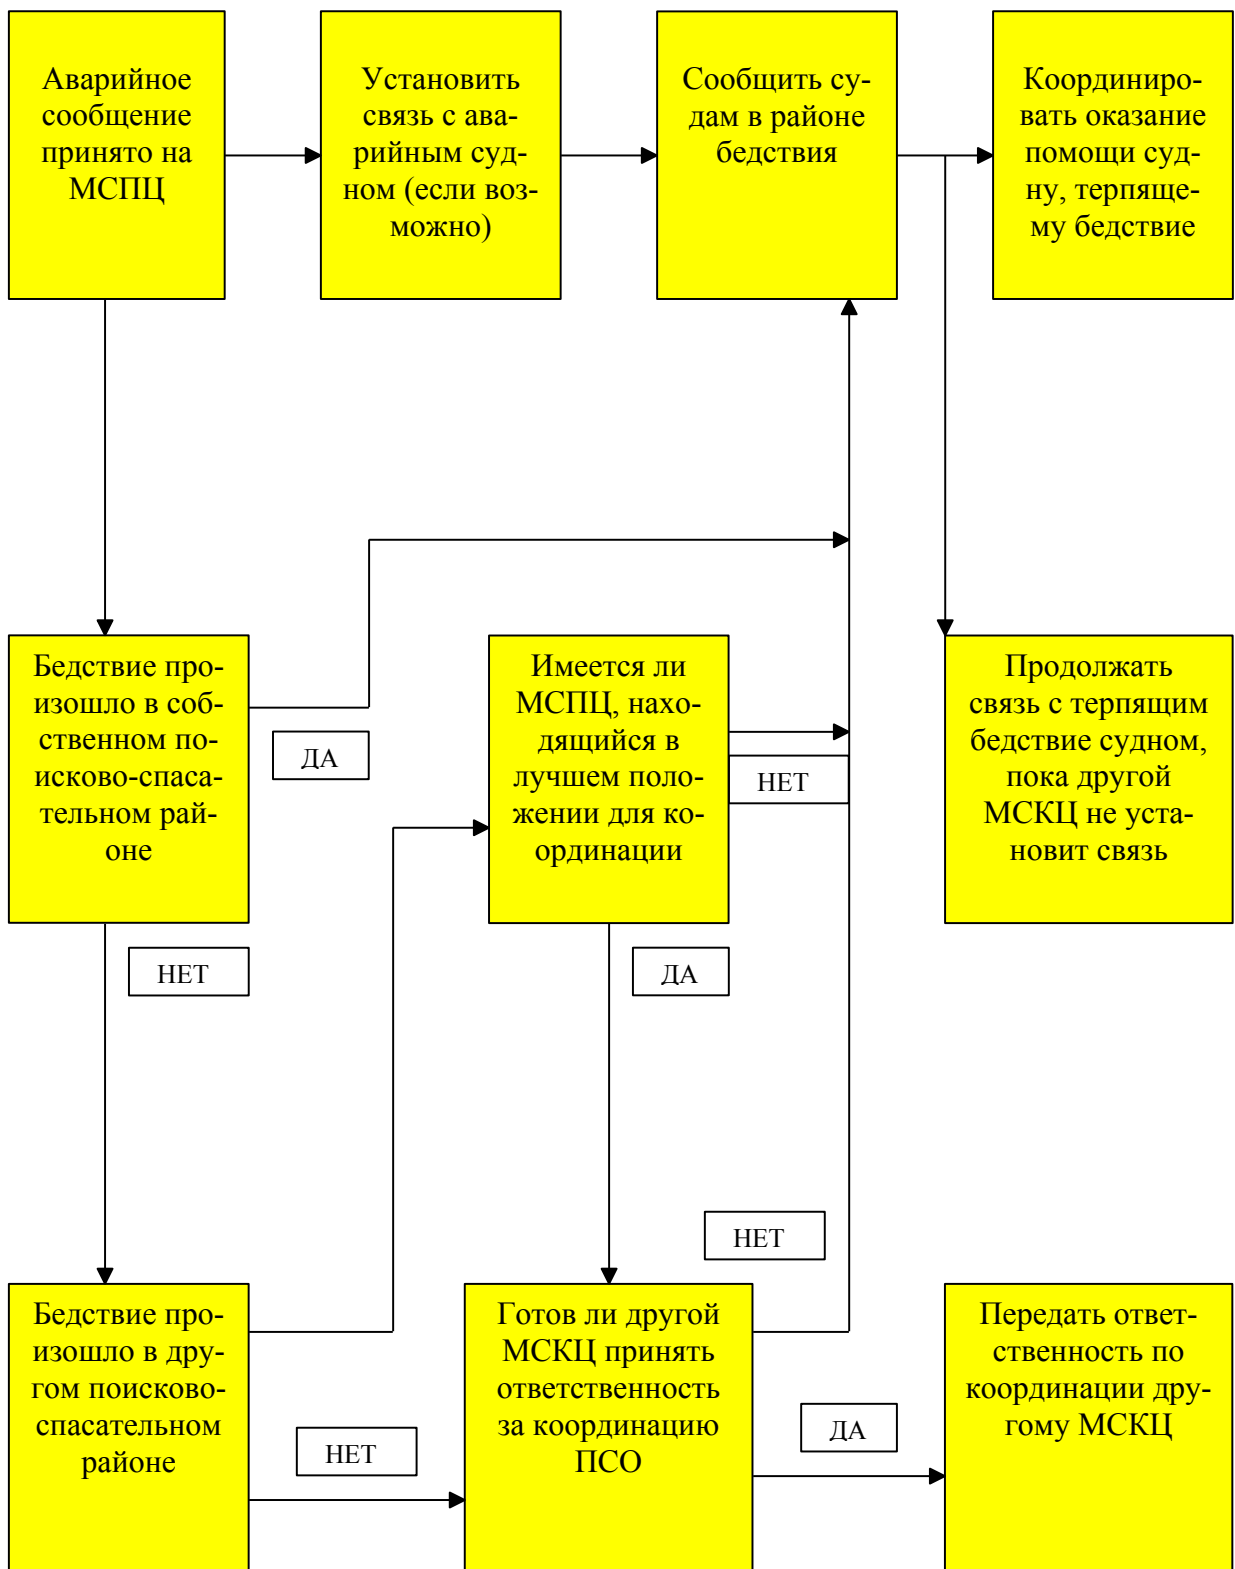 Аварийное
сообщение
принято на
МСПЦ
Установить
связь с ава-
рийным суд-
ном (если воз-
можно)
Сообщить су-
дам в районе
бедствия
Координиро-
вать оказание
помощи суд-
ну, терпяще-
му бедствие
Бедствие про-
изошло в соб-
ственном по-
исково-спаса-
тельном рай-
оне
ДА
Имеется ли
МСПЦ, нахо-
дящийся в
лучшем поло-
жении для ко-
ординации
НЕТ
Продолжать
связь с терпящим
бедствие судном,
пока другой
МСКЦ не уста-
новит связь
НЕТ
ДА
НЕТ
Бедствие про-
изошло в дру-
гом поисково-
спасательном
районе
НЕТ
Готов ли другой
МСКЦ принять
ответственность
за координацию
ПСО
ДА
Передать ответ-
ственность по
координации дру-
гому МСКЦ